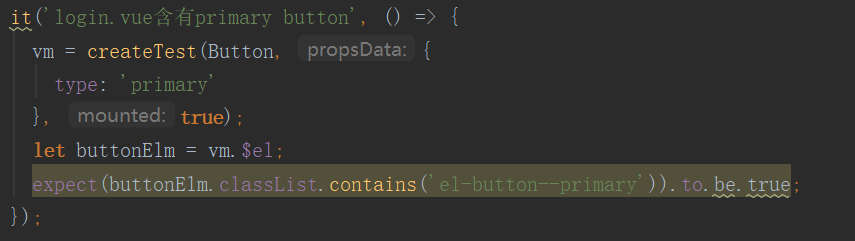 it('login.vue含有primary button', () => {
vm = createTest(Button, propsData: {
type: 'primary'
}, mounted: true);
let buttonElm = vm.$el;
expect(buttonElm.classList.contains('el-button--primary')).to.be.true;
});